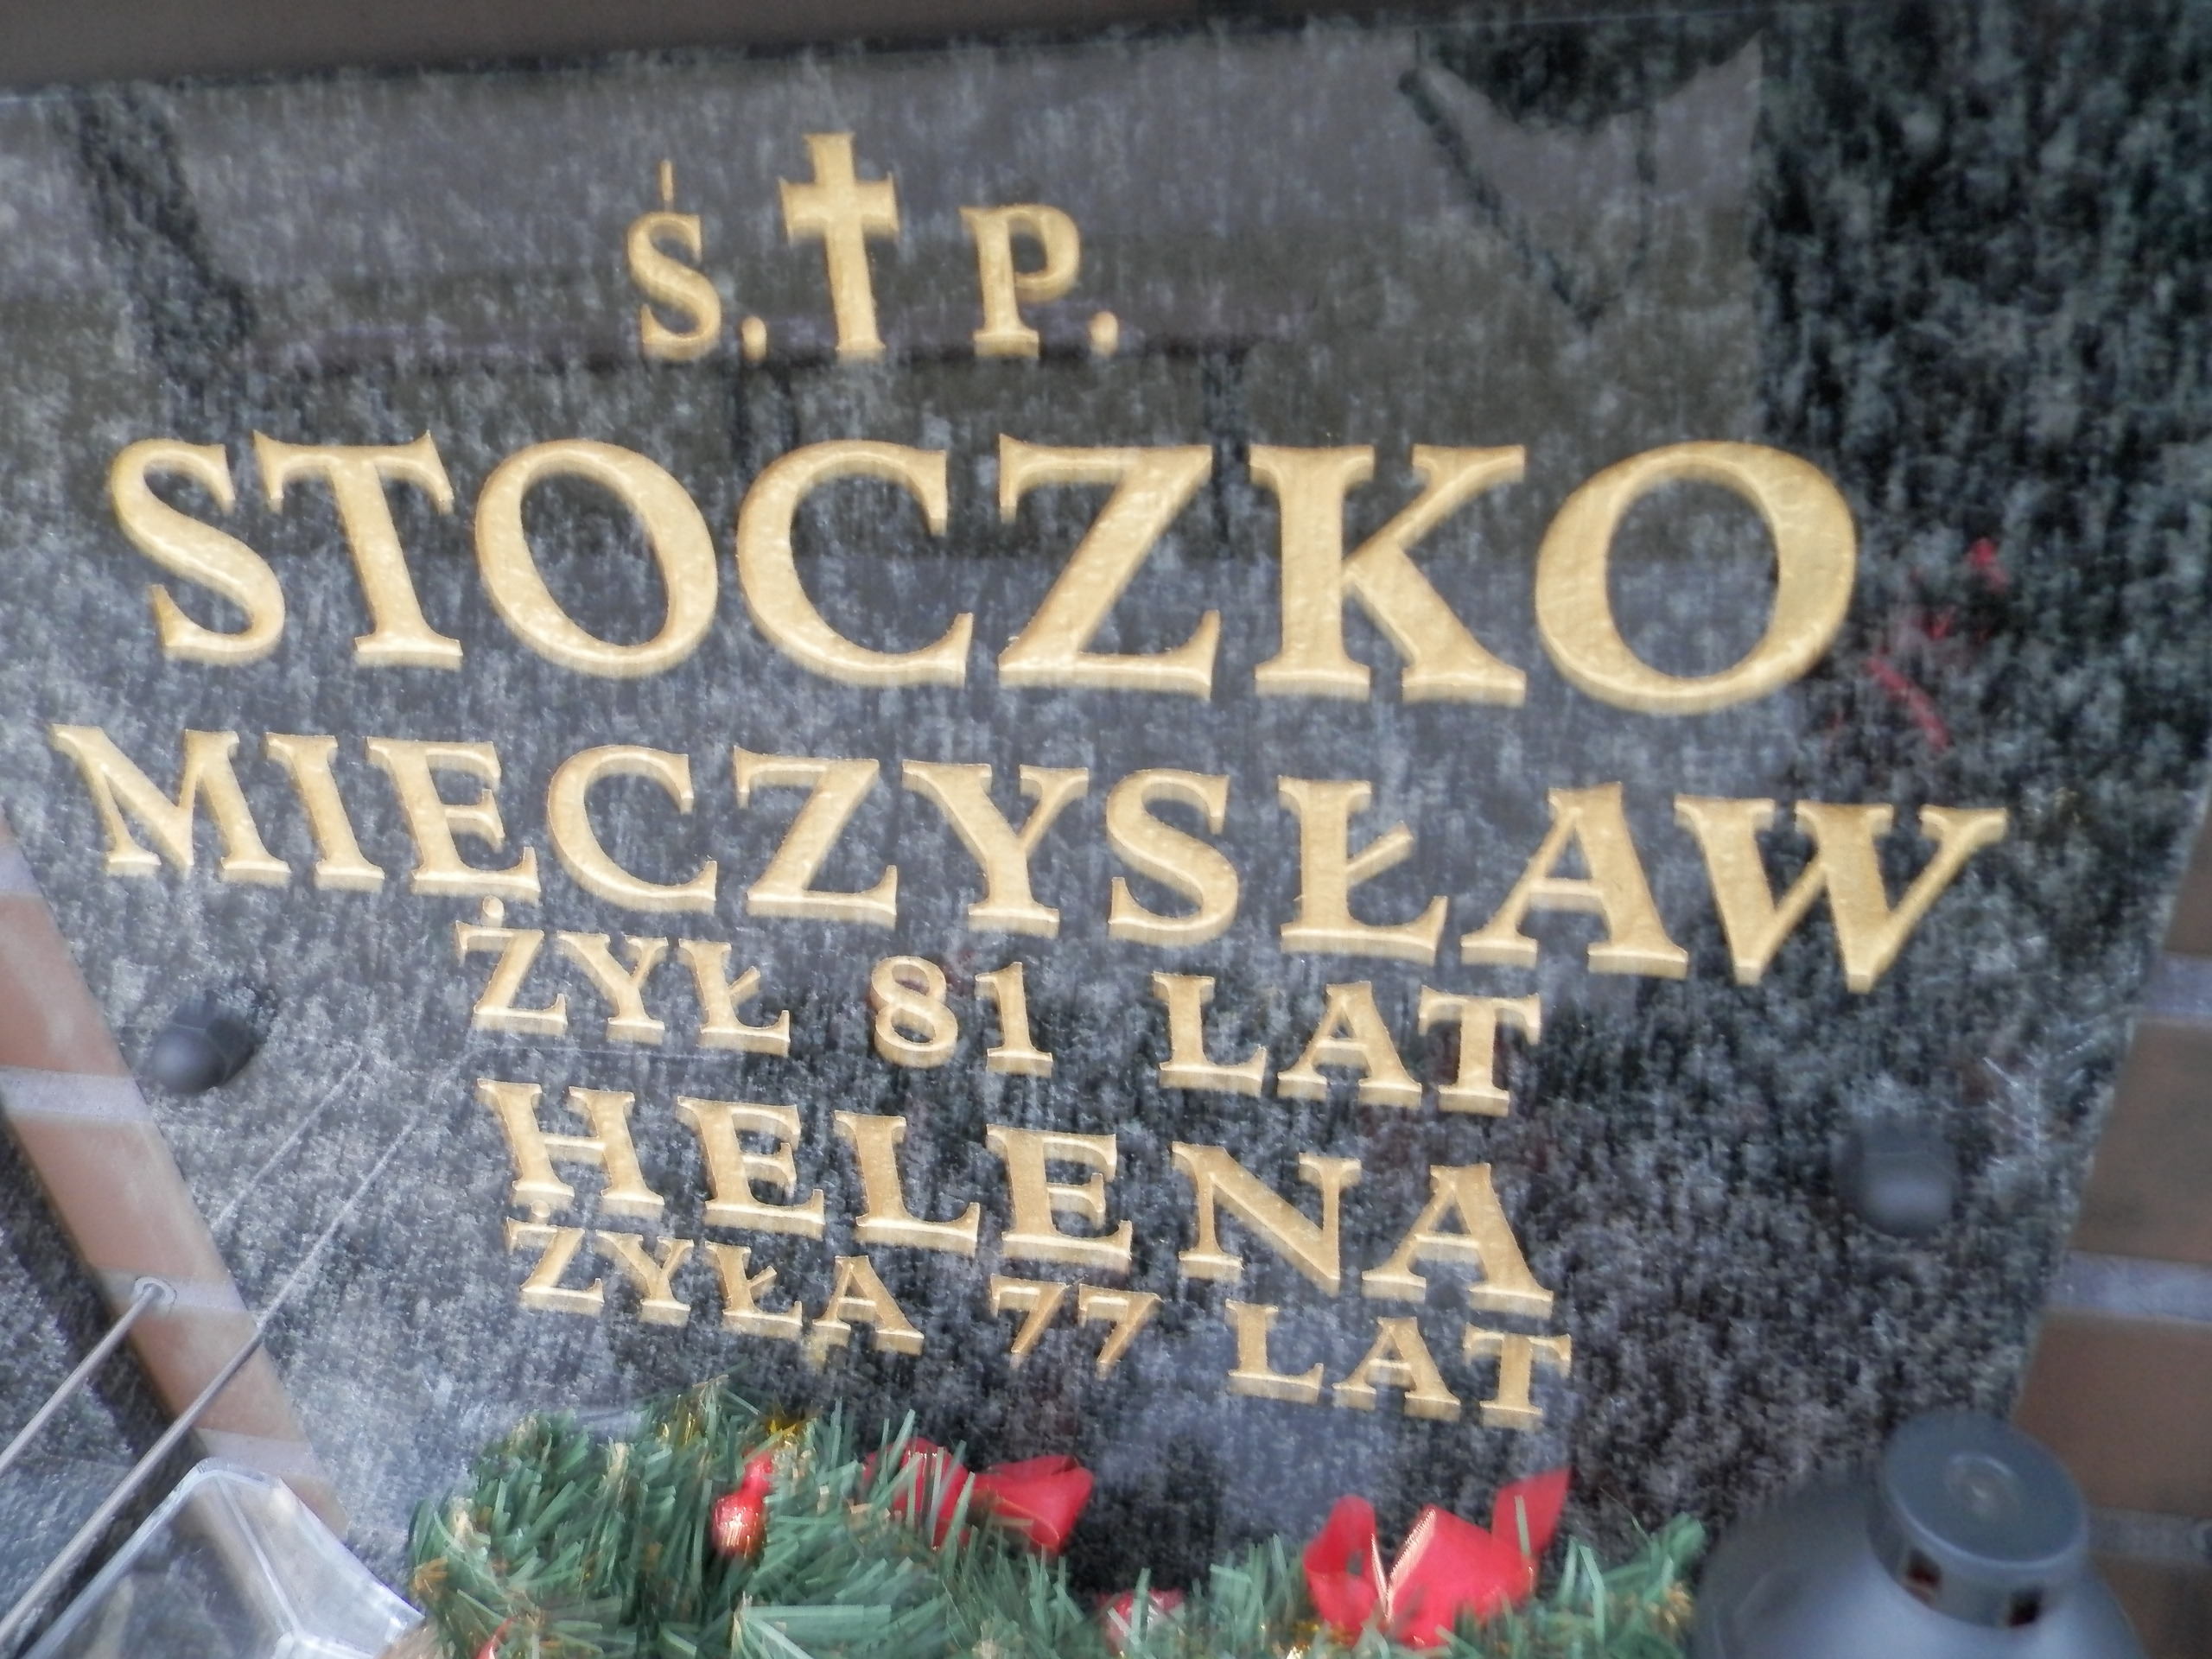 Ś.✝P.
STOCZKO
MIECZYSŁAW
ŻYŁ 81 LAT
HELENA
ŻYŁA 77 LAT